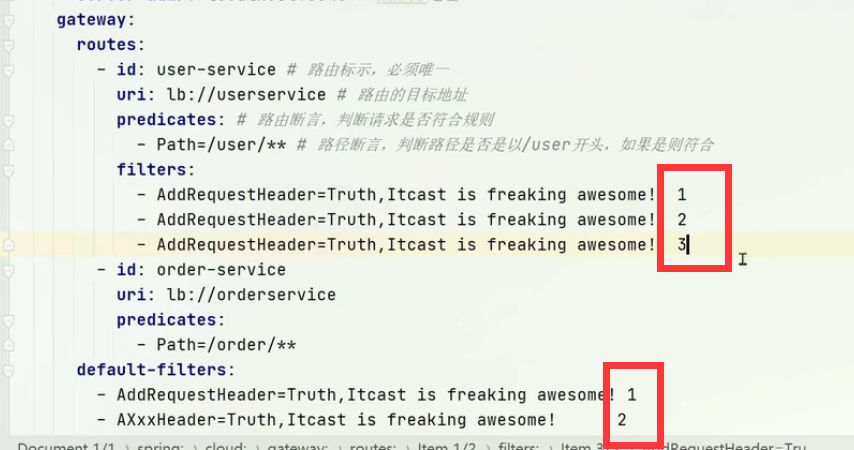 gateway:
routes:
- id: user-service # 路由标示，必须唯一
uri: lb://userservice # 路由的目标地址
predicates: # 路由断言，判断请求是否符合规则
- Path=/user/** # 路径断言，判断路径是否是以/user开头，如果是则符合
filters:
- AddRequestHeader=Truth,Itcast is freaking awesome! 1
- AddRequestHeader=Truth,Itcast is freaking awesome! 2
- AddRequestHeader=Truth,Itcast is freaking awesome! 3
- id: order-service
uri: lb://orderservice
predicates:
- Path=/order/**
default-filters:
- AddRequestHeader=Truth,Itcast is freaking awesome! 1
- AXxxHeader=Truth,Itcast is freaking awesome! 2
Document 1/1 › spring: › cloud: › gateway: › routes: › Item 1/2 › filters: › Item 3/3 › AddRequestHeader=Tru